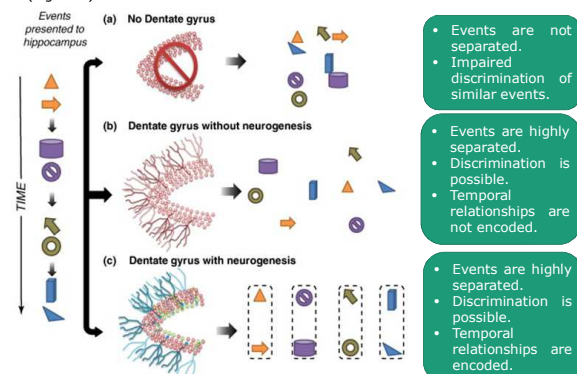 Events
presented to
hippocampus
TIME
(a) No Dentate gyrus
(b) Dentate gyrus without neurogenesis
(c) Dentate gyrus with neurogenesis
• Events are not
separated.
• Impaired
discrimination of
similar events.
• Events are highly
separated.
• Discrimination is
possible.
• Temporal
relationships are
not encoded.
• Events are highly
separated.
• Discrimination is
possible.
• Temporal
relationships are
encoded.